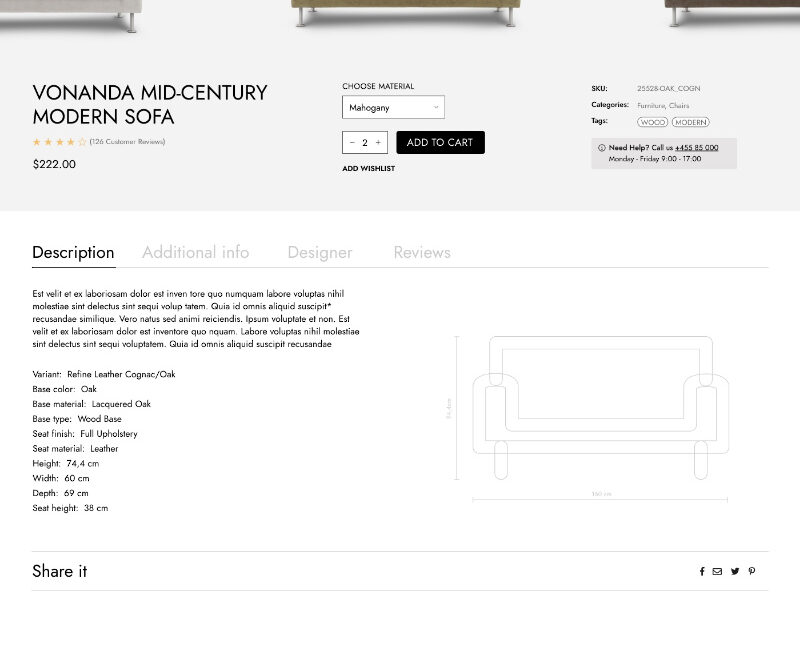 VONANDA MID-CENTURY
MODERN SOFA
(126 Customer Reviews)
$222.00
CHOOSE MATERIAL
Mahogany
− 2 +
ADD TO CART
ADD WISHLIST
SKU: 25528-OAK_COGN
Categories: Furniture, Chairs
Tags: WOOD MODERN
Need Help? Call us +455 85 000
Monday - Friday 9:00 - 17:00
Description Additional info Designer Reviews
Est velit et ex laboriosam dolor est inven tore quo numquam labore voluptas nihil
molestiae sint delectus sint sequi volup tatem. Quia id omnis aliquid suscipit*
recusandae similique. Vero natus sed animi reiciendis. Ipsum voluptate et non. Est
velit et ex laboriosam dolor est inventore quo nquam. Labore voluptas nihil molestiae
sint delectus sint sequi voluptatem. Quia id omnis aliquid suscipit recusandae
Variant: Refine Leather Cognac/Oak
Base color: Oak
Base material: Lacquered Oak
Base type: Wood Base
Seat finish: Full Upholstery
Seat material: Leather
Height: 74,4 cm
Width: 60 cm
Depth: 69 cm
Seat height: 38 cm
Share it